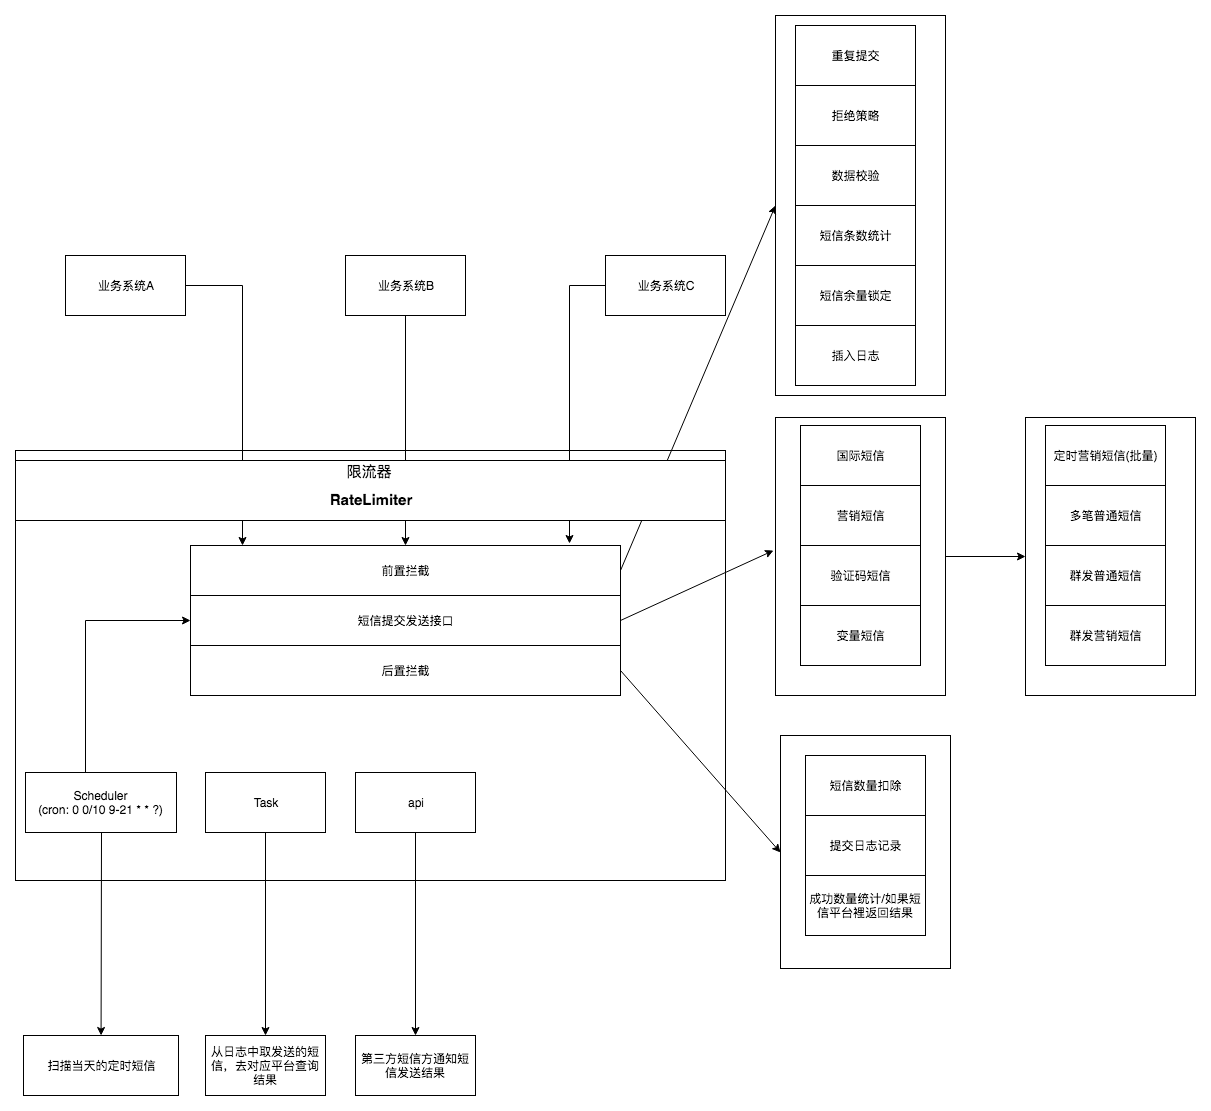 重复提交
拒绝策略
数据校验
短信条数统计
短信余量锁定
插入日志
业务系统A
业务系统B
业务系统C
限流器
RateLimiter
前置拦截
短信提交发送接口
后置拦截
国际短信
营销短信
验证码短信
变量短信
定时营销短信(批量)
多笔普通短信
群发普通短信
群发营销短信
Scheduler
(cron: 0 0/10 9-21 * * ?)
Task
api
短信数量扣除
提交日志记录
成功数量统计/如果短
信平台裡返回结果
扫描当天的定时短信
从日志中取发送的短
信，去对应平台查询
结果
第三方短信方通知短
信发送结果